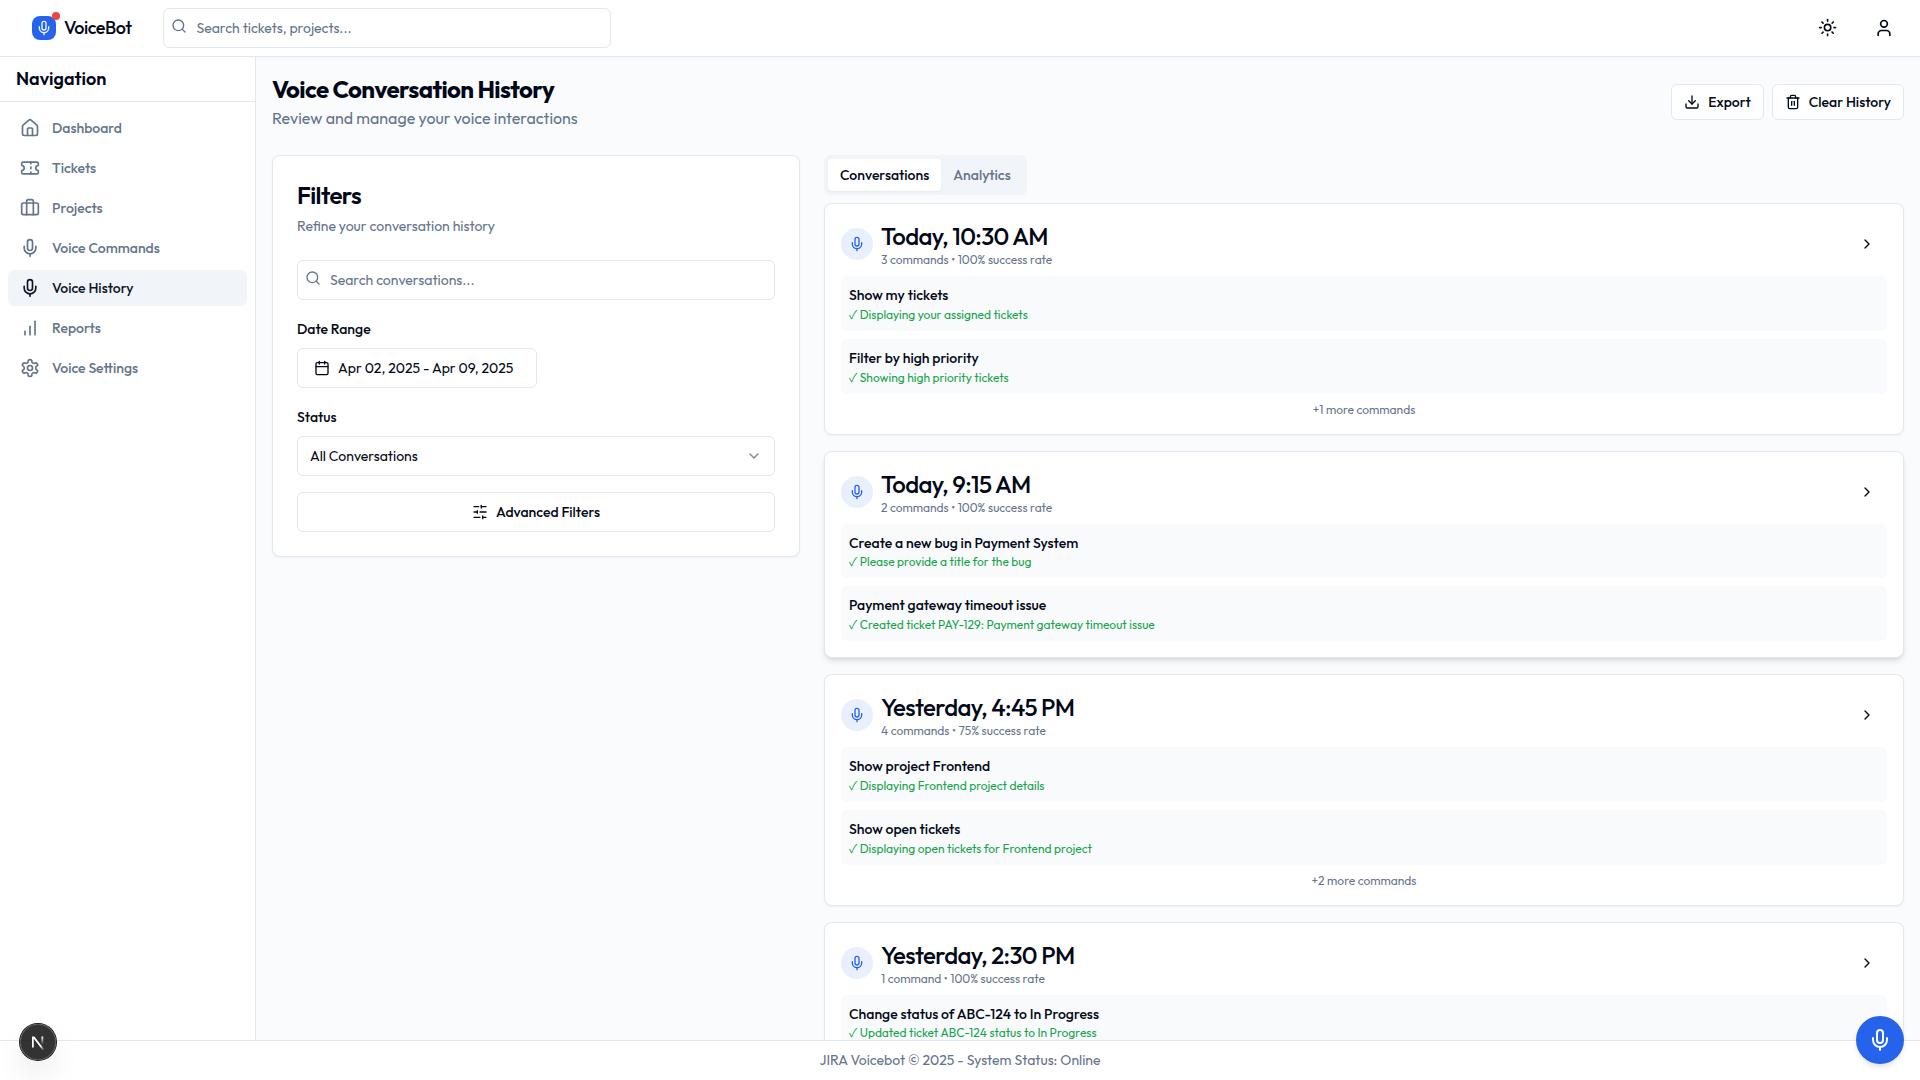 VoiceBot
Search tickets, projects...
Navigation
Dashboard
Tickets
Projects
Voice Commands
Voice History
Reports
Voice Settings
Voice Conversation History
Review and manage your voice interactions
Export
Clear History
Filters
Refine your conversation history
Search conversations...
Date Range
Apr 02, 2025 - Apr 09, 2025
Status
All Conversations
Advanced Filters
Conversations
Analytics
Today, 10:30 AM
3 commands • 100% success rate
Show my tickets
✓ Displaying your assigned tickets
Filter by high priority
✓ Showing high priority tickets
+1 more commands
Today, 9:15 AM
2 commands • 100% success rate
Create a new bug in Payment System
✓ Please provide a title for the bug
Payment gateway timeout issue
✓ Created ticket PAY-129: Payment gateway timeout issue
Yesterday, 4:45 PM
4 commands • 75% success rate
Show project Frontend
✓ Displaying Frontend project details
Show open tickets
✓ Displaying open tickets for Frontend project
+2 more commands
Yesterday, 2:30 PM
1 command • 100% success rate
Change status of ABC-124 to In Progress
✓ Updated ticket ABC-124 status to In Progress
N
JIRA Voicebot © 2025 - System Status: Online